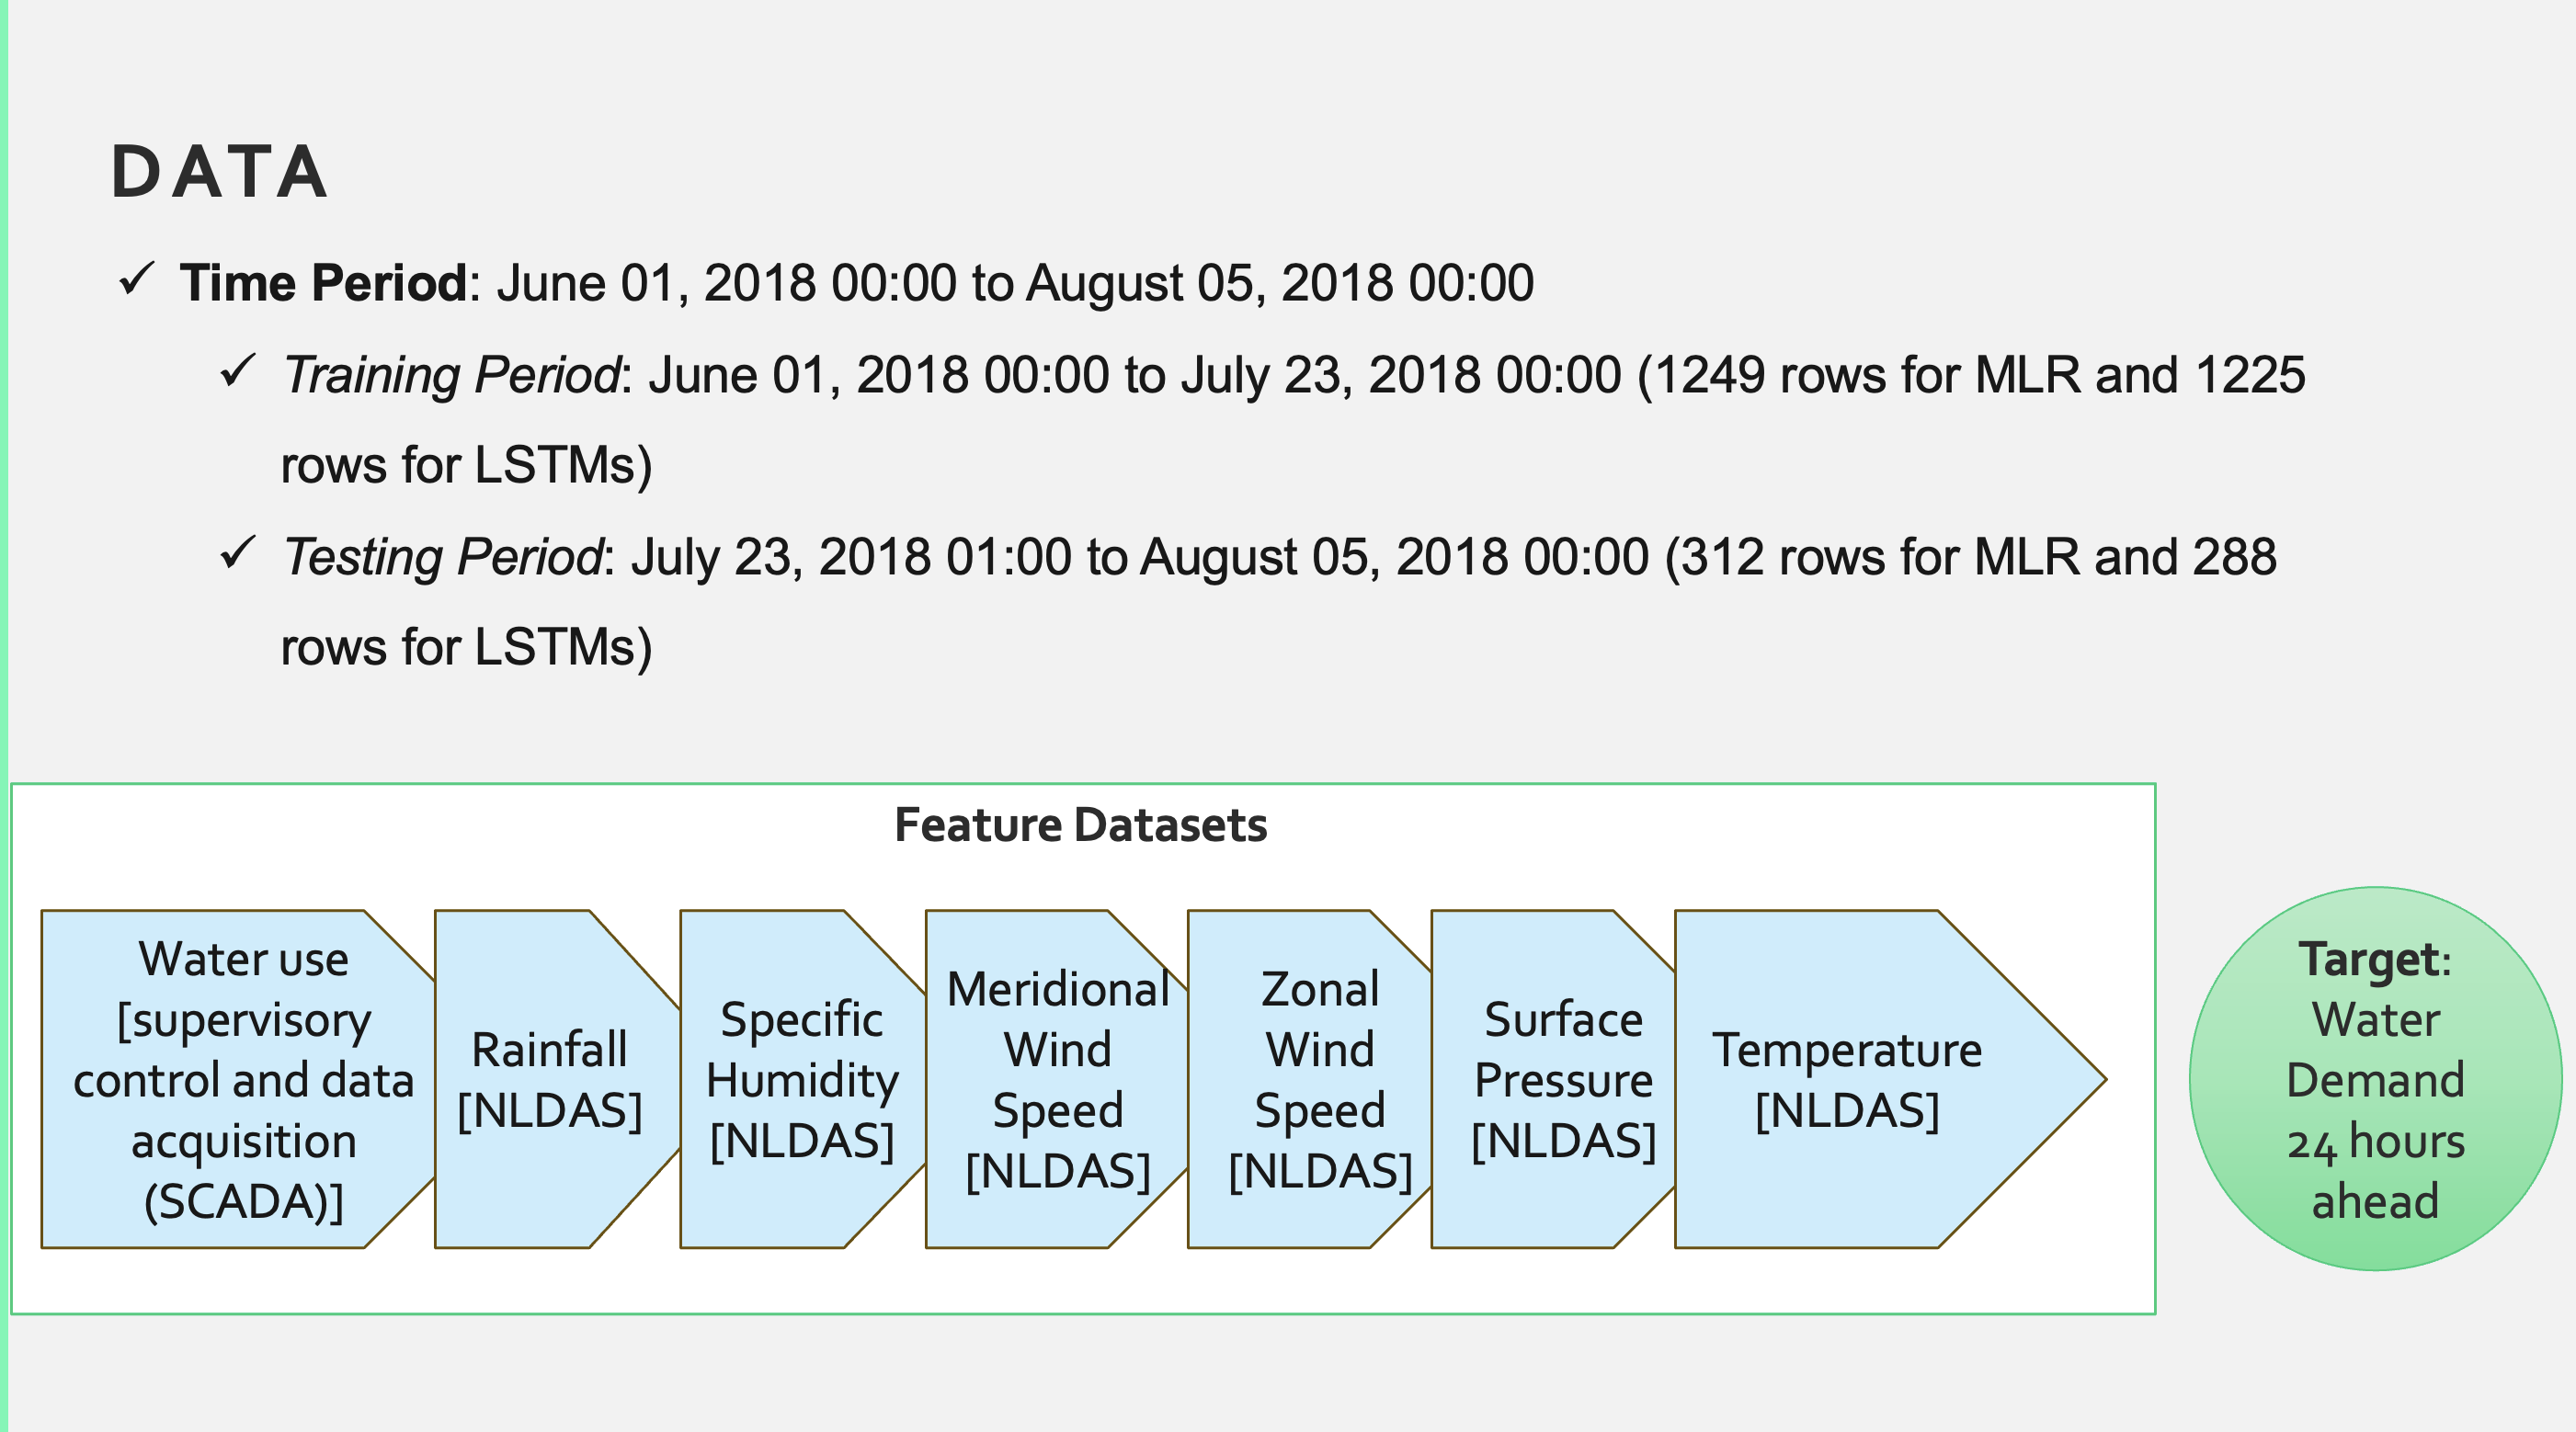 DATA
✓ Time Period: June 01, 2018 00:00 to August 05, 2018 00:00
✓ Training Period: June 01, 2018 00:00 to July 23, 2018 00:00 (1249 rows for MLR and 1225
rows for LSTMs)
✓ Testing Period: July 23, 2018 01:00 to August 05, 2018 00:00 (312 rows for MLR and 288
rows for LSTMs)
Feature Datasets
Water use
[supervisory
control and data
acquisition
(SCADA)]
Rainfall
[NLDAS]
Specific
Humidity
[NLDAS]
Meridional
Wind
Speed
[NLDAS]
Zonal
Wind
Speed
[NLDAS]
Surface
Pressure
[NLDAS]
Temperature
[NLDAS]
Target:
Water
Demand
24 hours
ahead